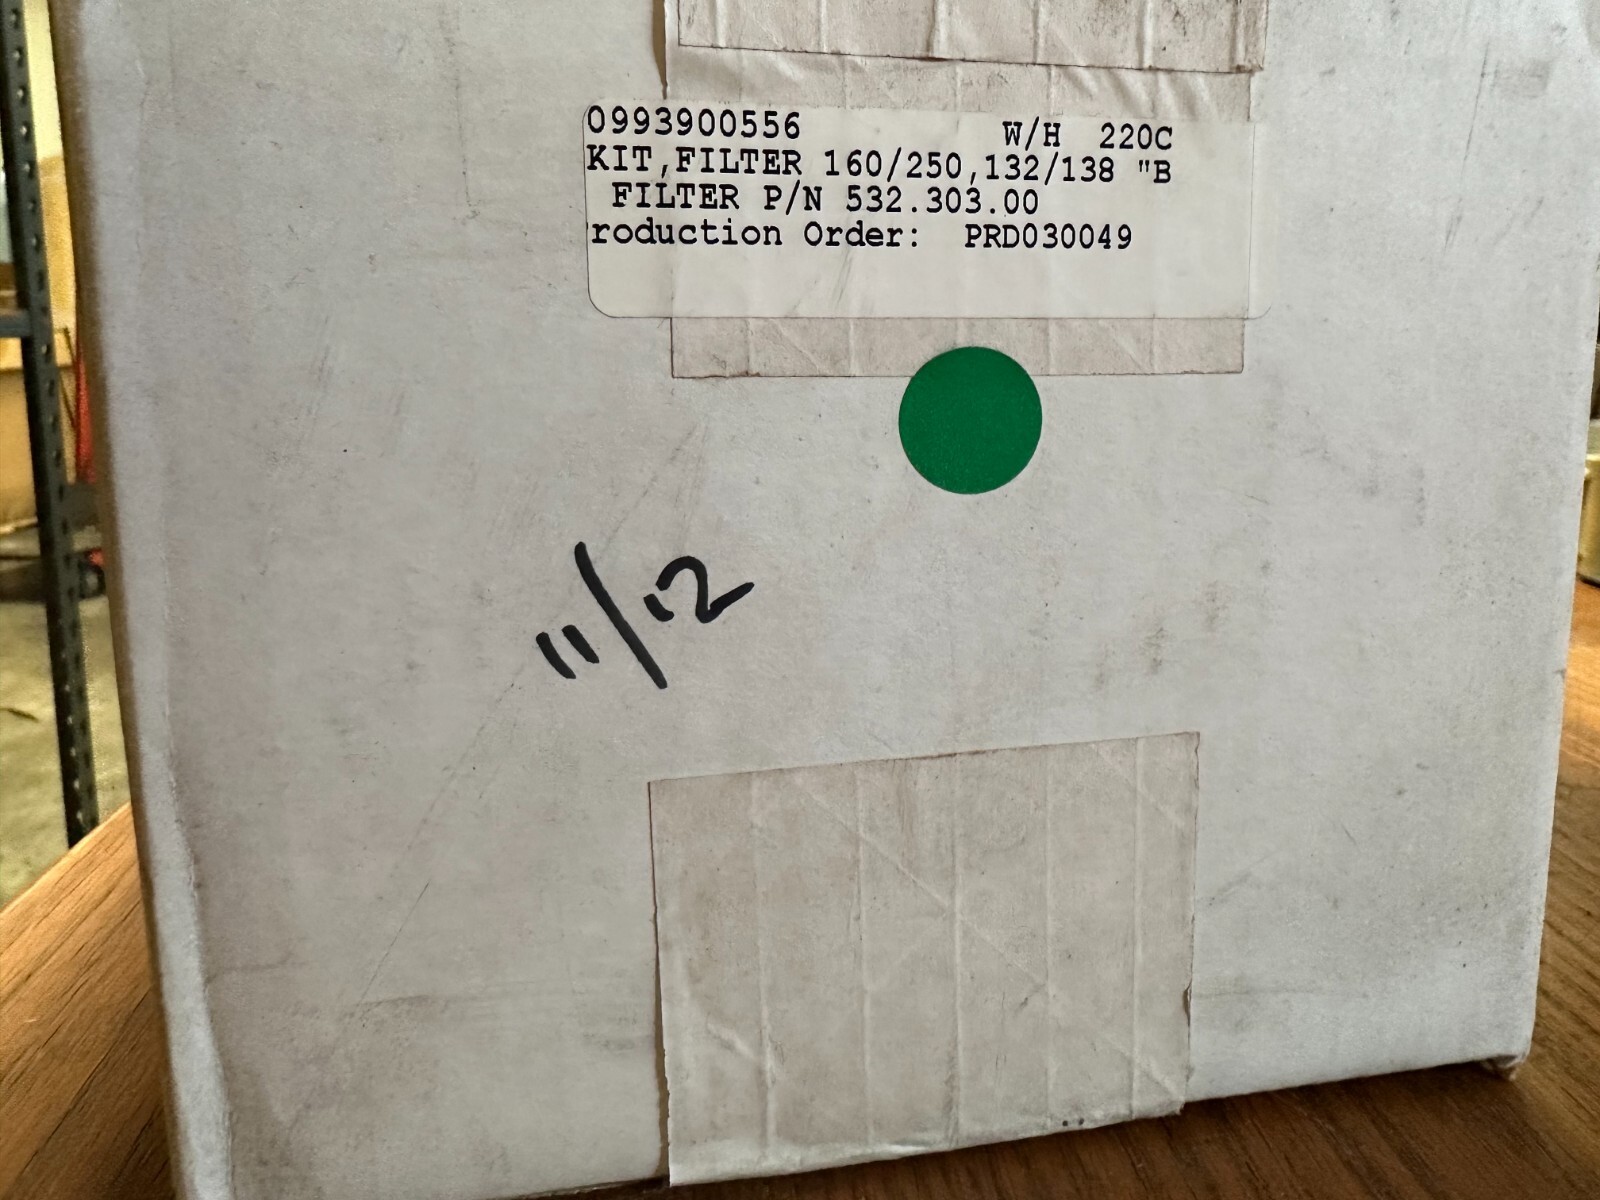 0993900556 W/H 220C
KIT,FILTER 160/250,132/138 "B
FILTER P/N 532.303.00
roduction Order: PRD030049
11/12